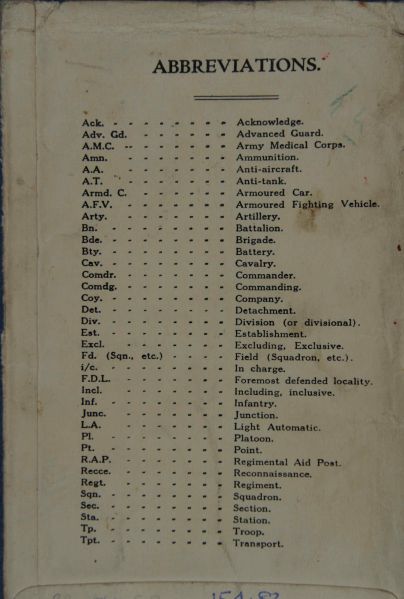 ABBREVIATIONS.
Ack. - - - - - - - Acknowledge.
Adv. Gd. - - - - - - Advanced Guard.
A.M.C. - - - - - - - Army Medical Corps.
Amn. - - - - - - - Ammunition.
A.A. - - - - - - - Anti-aircraft.
A.T. - - - - - - - Anti-tank.
Armd. C. - - - - - - Armoured Car.
A.F.V. - - - - - - - Armoured Fighting Vehicle.
Arty. - - - - - - - Artillery.
Bn. - - - - - - - - Battalion.
Bde. - - - - - - - Brigade.
Bty. - - - - - - - Battery.
Cav. - - - - - - - Cavalry.
Comdr. - - - - - - - Commander.
Comdg. - - - - - - - Commanding.
Coy. - - - - - - - Company.
Det. - - - - - - - Detachment.
Div. - - - - - - - Division (or divisional).
Est. - - - - - - - Establishment.
Excl. - - - - - - - Excluding, Exclusive.
Fd. (Sqn., etc.) - - - - Field (Squadron, etc.).
i/c. - - - - - - - - In charge.
F.D.L. - - - - - - - Foremost defended locality.
Incl. - - - - - - - Including, inclusive.
Inf. - - - - - - - - Infantry.
Junc. - - - - - - - Junction.
L.A. - - - - - - - Light Automatic.
Pl. - - - - - - - - Platoon.
Pt. - - - - - - - - Point.
R.A.P. - - - - - - - Regimental Aid Post.
Recce. - - - - - - - Reconnaissance.
Regt. - - - - - - - Regiment.
Sqn. - - - - - - - Squadron.
Sec. - - - - - - - - Section.
Sta. - - - - - - - - Station.
Tp. - - - - - - - - Troop.
Tpt. - - - - - - - - Transport.